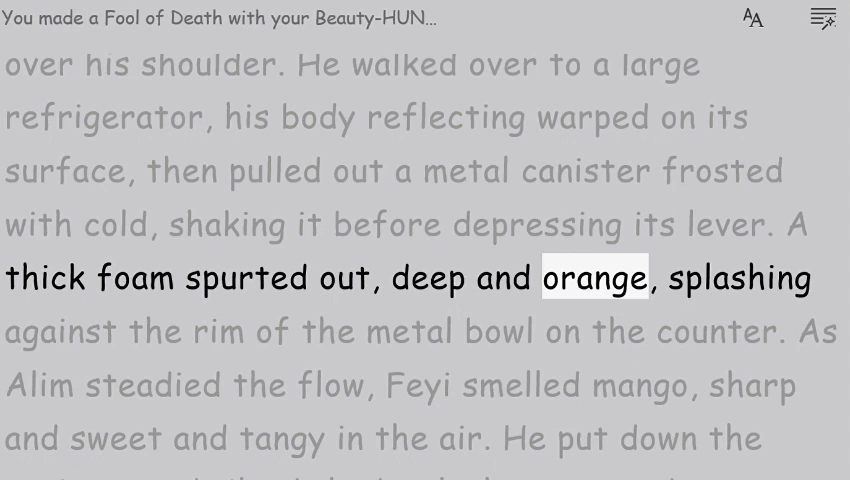 You made a Fool of Death with your Beauty-HUN...
AA
over his shoulder. He walked over to a large
refrigerator, his body reflecting warped on its
surface, then pulled out a metal canister frosted
with cold, shaking it before depressing its lever. A
thick foam spurted out, deep and orange, splashing
against the rim of the metal bowl on the counter. As
Alim steadied the flow, Feyi smelled mango, sharp
and sweet and tangy in the air. He put down the